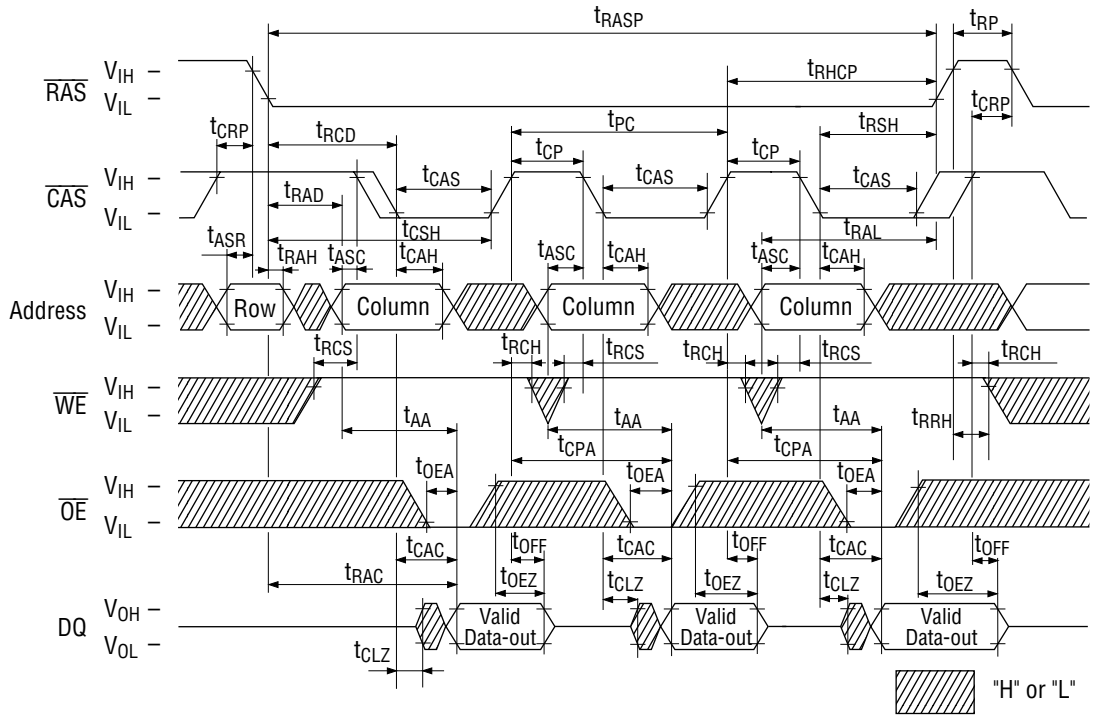 tRASP tRP
RAS VIH
VIL
tRHCP
tCRP tRCD tPC tRSH tCRP
CAS VIH
VIL
tCP tCP
tCAS tCAS tCAS
tRAD
tCSH tRAL
tASR tRAH tASC tCAH tASC tCAH tASC tCAH
Address VIH
VIL
Row Column Column Column
tRCS tRCH tRCS tRCH tRCS tRCH
WE VIH
VIL
tAA tAA tAA tRRH
tCPA tCPA
tOEA tOEA tOEA
OE VIH
VIL
tCAC tOFF tCAC tOFF tCAC tOFF
tRAC tOEZ tCLZ tOEZ tCLZ tOEZ
DQ VOH
VOL
Valid Data-out
Valid Data-out
Valid Data-out
tCLZ
"H" or "L"